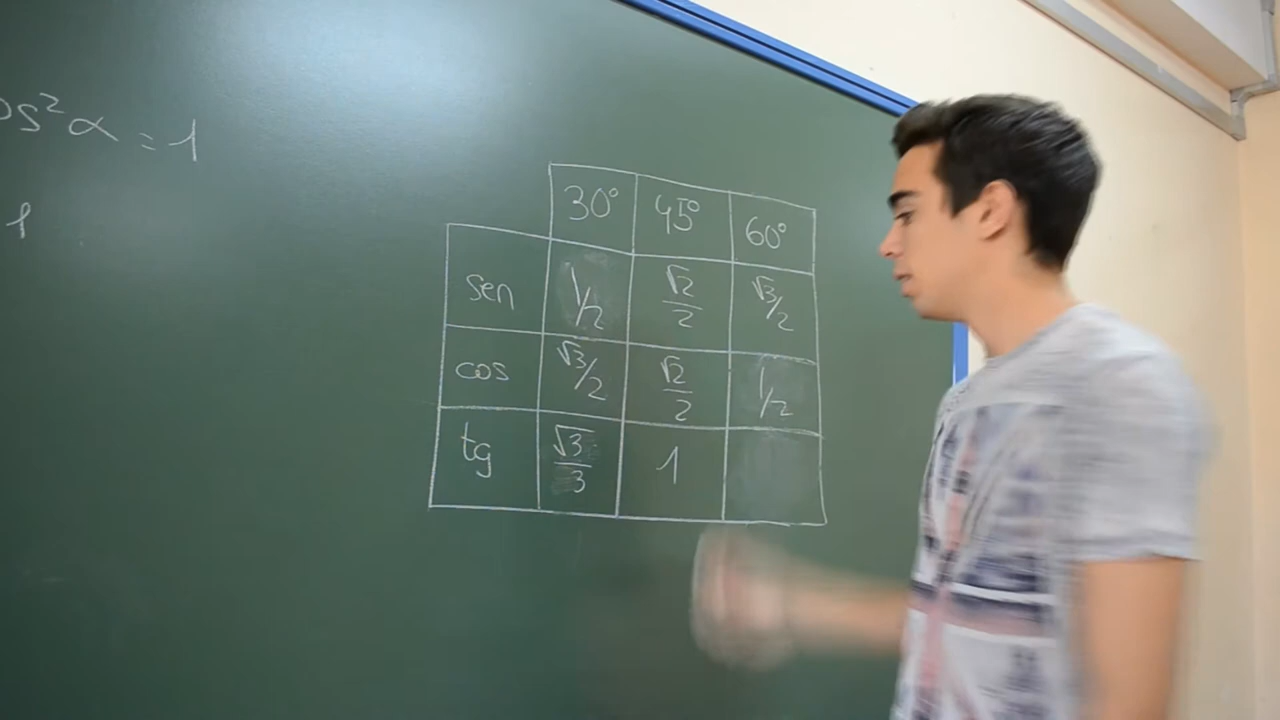 os²α = 1
1
30° 45° 60°
sen 1/2 √2/2 √3/2
cos √3/2 √2/2 1/2
tg √3/3 1